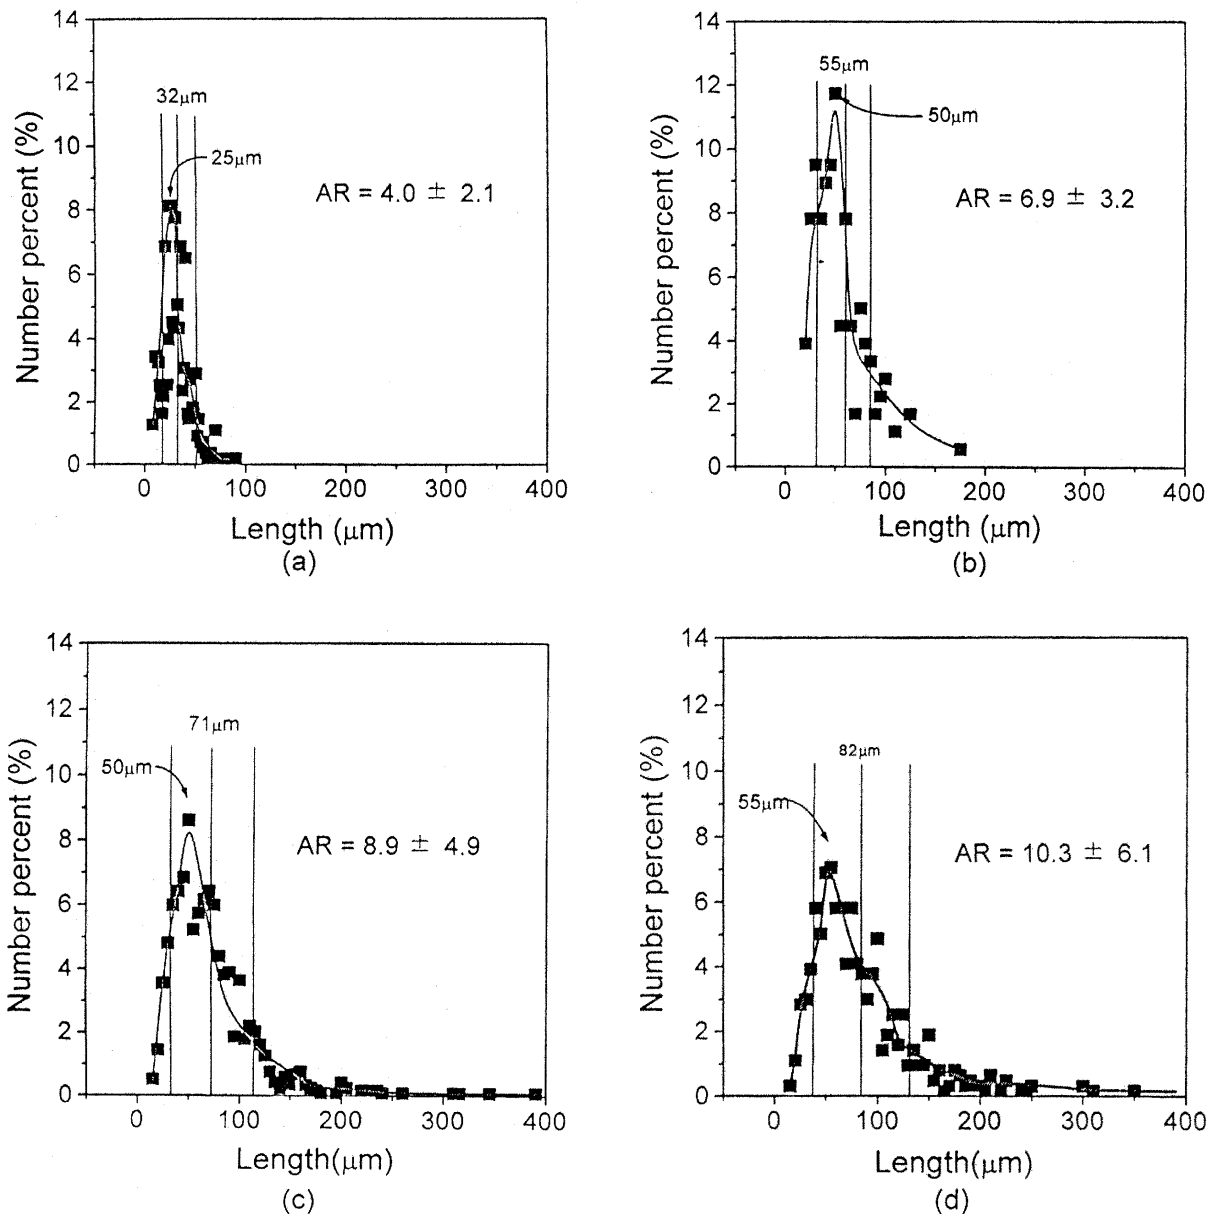 14
12
10
8
6
4
2
0
Number percent (%)
32μm
25μm
AR = 4.0 ± 2.1
0 100 200 300 400
Length (μm)
(a)
14
12
10
8
6
4
2
0
Number percent (%)
55μm
50μm
AR = 6.9 ± 3.2
0 100 200 300 400
Length (μm)
(b)
14
12
10
8
6
4
2
0
Number percent (%)
71μm
50μm
AR = 8.9 ± 4.9
0 100 200 300 400
Length(μm)
(c)
14
12
10
8
6
4
2
0
Number percent (%)
82μm
55μm
AR = 10.3 ± 6.1
0 100 200 300 400
Length(μm)
(d)